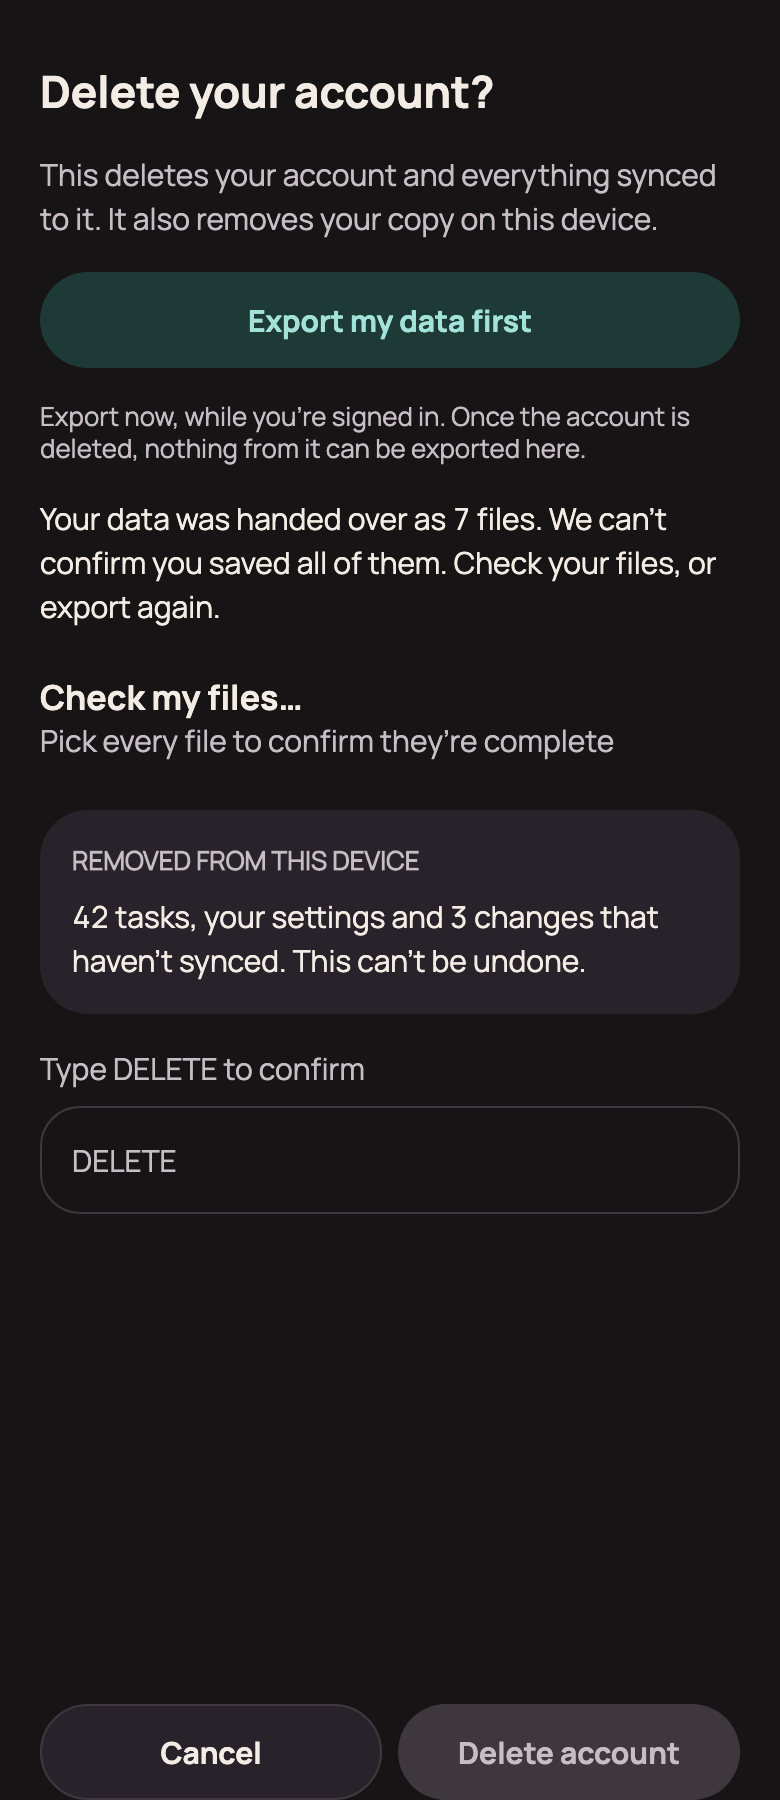 Delete your account?
This deletes your account and everything synced
to it. It also removes your copy on this device.
Export my data first
Export now, while you’re signed in. Once the account is
deleted, nothing from it can be exported here.
Your data was handed over as 7 files. We can’t
confirm you saved all of them. Check your files, or
export again.
Check my files…
Pick every file to confirm they’re complete
REMOVED FROM THIS DEVICE
42 tasks, your settings and 3 changes that
haven’t synced. This can’t be undone.
Type DELETE to confirm
DELETE
Cancel
Delete account